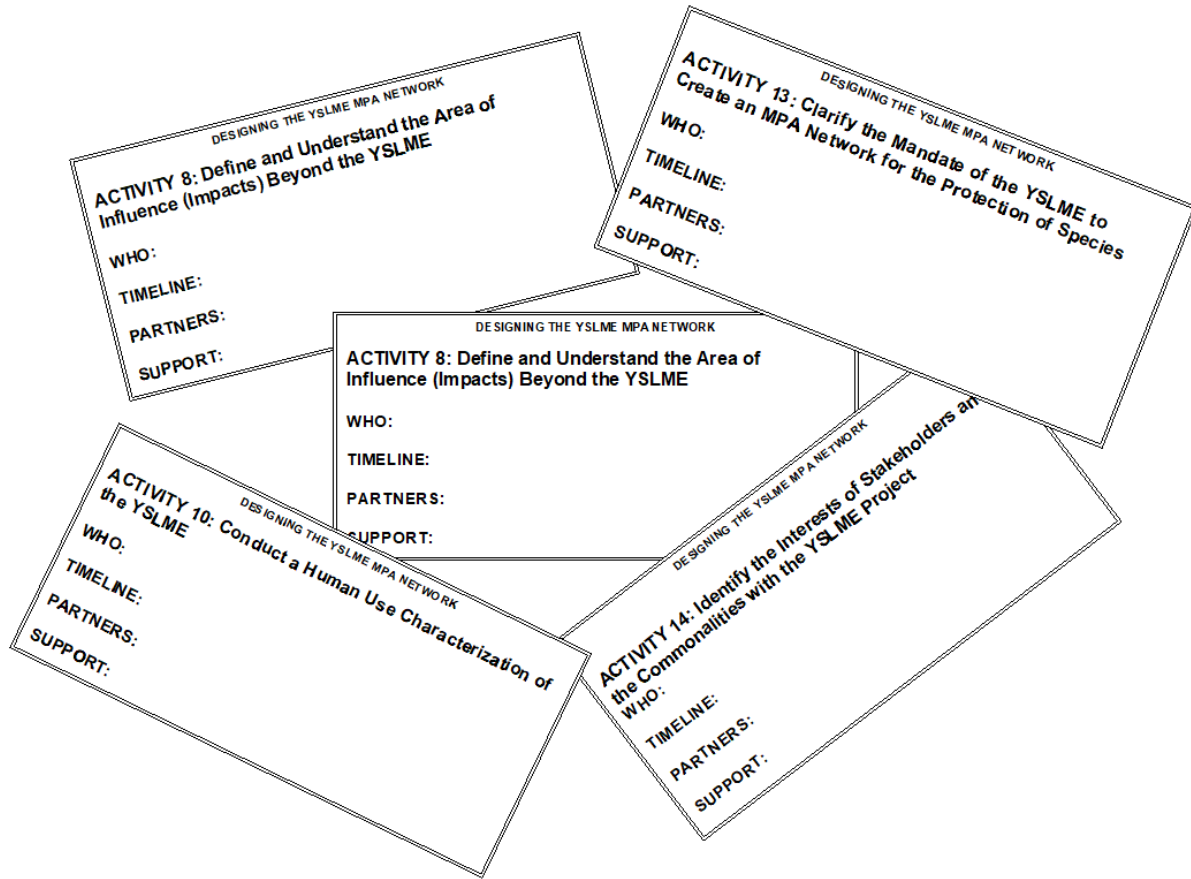 DESIGNING THE YSLME MPA NETWORK
ACTIVITY 8: Define and Understand the Area of
Influence (Impacts) Beyond the YSLME
WHO:
TIMELINE:
PARTNERS:
SUPPORT:
DESIGNING THE YSLME MPA NETWORK
ACTIVITY 13: Clarify the Mandate of the YSLME to
Create an MPA Network for the Protection of Species
WHO:
TIMELINE:
PARTNERS:
SUPPORT:
DESIGNING THE YSLME MPA NETWORK
ACTIVITY 8: Define and Understand the Area of
Influence (Impacts) Beyond the YSLME
WHO:
TIMELINE:
PARTNERS:
SUPPORT:
DESIGNING THE YSLME MPA NETWORK
ACTIVITY 10: Conduct a Human Use Characterization of
the YSLME
WHO:
TIMELINE:
PARTNERS:
SUPPORT:
DESIGNING THE YSLME MPA NETWORK
ACTIVITY 14: Identify the Interests of Stakeholders
the Commonalities with the YSLME Project
WHO:
TIMELINE:
PARTNERS:
SUPPORT: